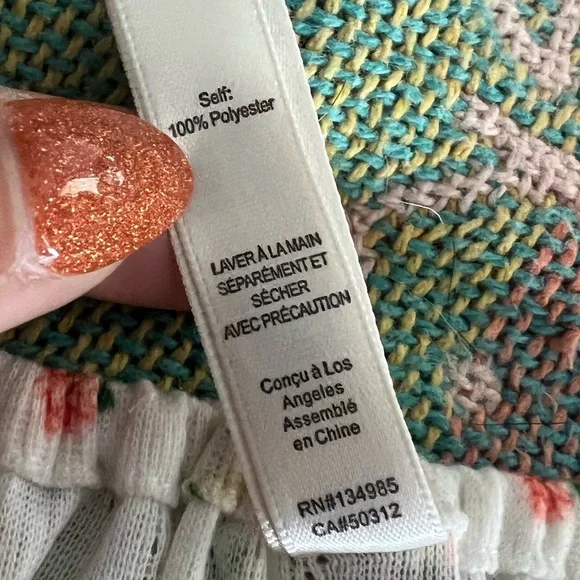 Self:
100% Polyester
LAVER À LA MAIN
SÉPARÉMENT ET
SÉCHER
AVEC PRÉCAUTION
Conçu à Los
Angeles
Assemblé
en Chine
RN#134985
CA#50312